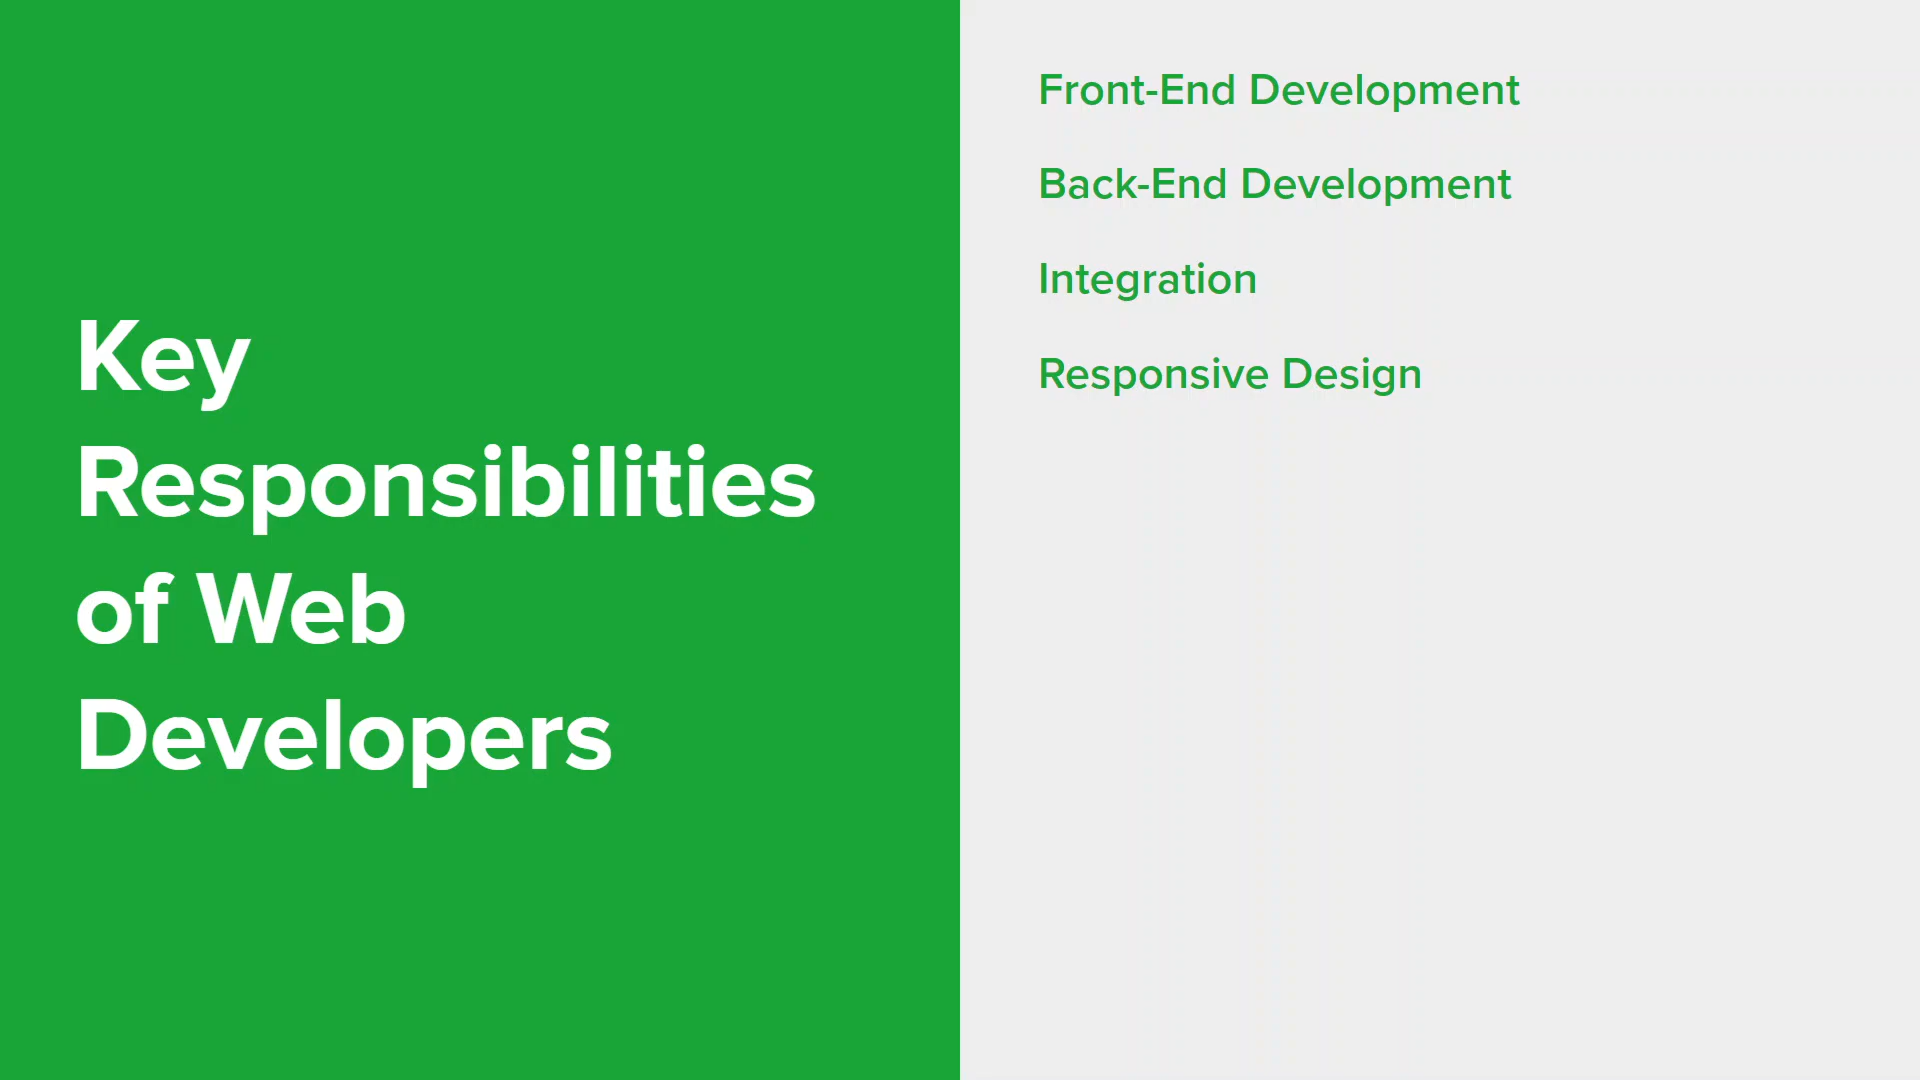 Key
Responsibilities
of Web
Developers
Front-End Development
Back-End Development
Integration
Responsive Design